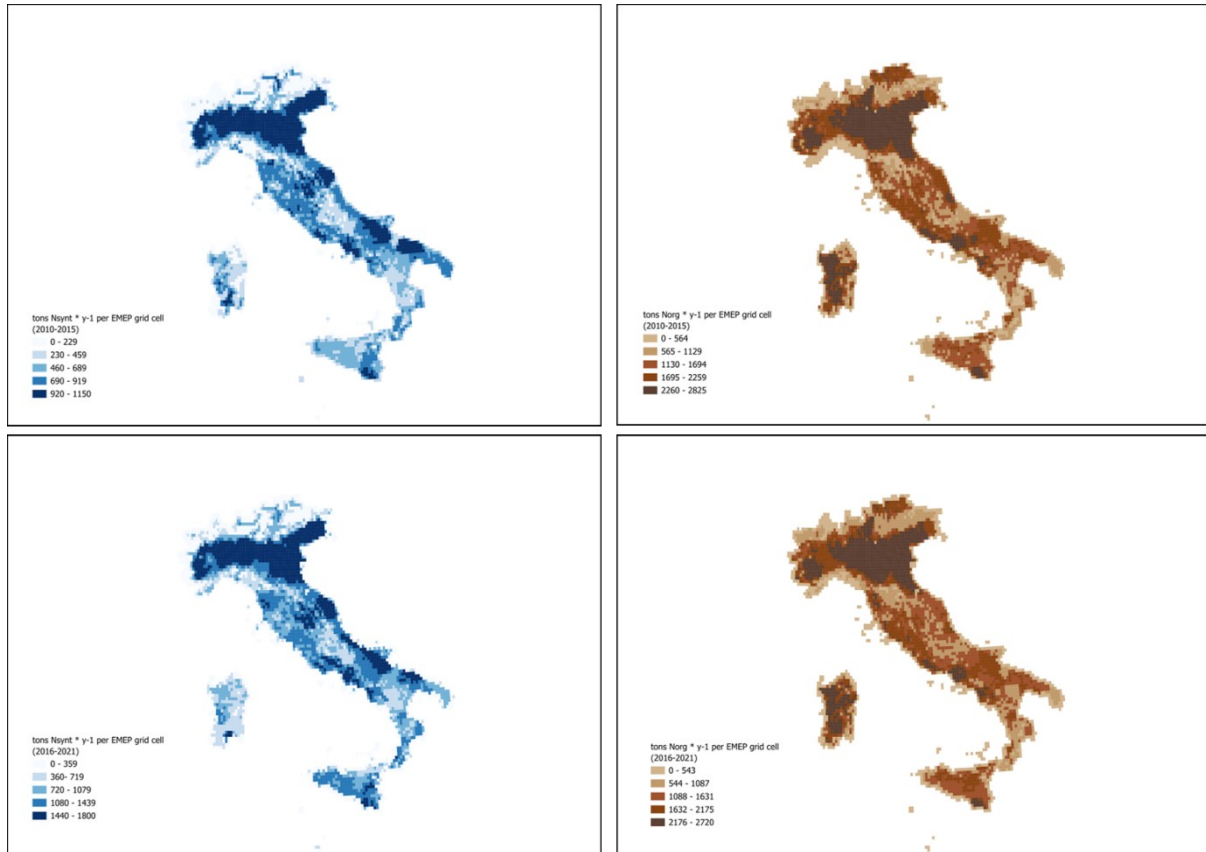 tons Nsynt * y-1 per EMEP grid cell
(2010-2015)
0 - 229
230 - 459
460 - 689
690 - 919
920 - 1150
tons Norg * y-1 per EMEP grid cell
(2010-2015)
0 - 564
565 - 1129
1130 - 1694
1695 - 2259
2260 - 2825
tons Nsynt * y-1 per EMEP grid cell
(2016-2021)
0 - 359
360- 719
720 - 1079
1080 - 1439
1440 - 1800
tons Norg * y-1 per EMEP grid cell
(2016-2021)
0 - 543
544 - 1087
1088 - 1631
1632 - 2175
2176 - 2720